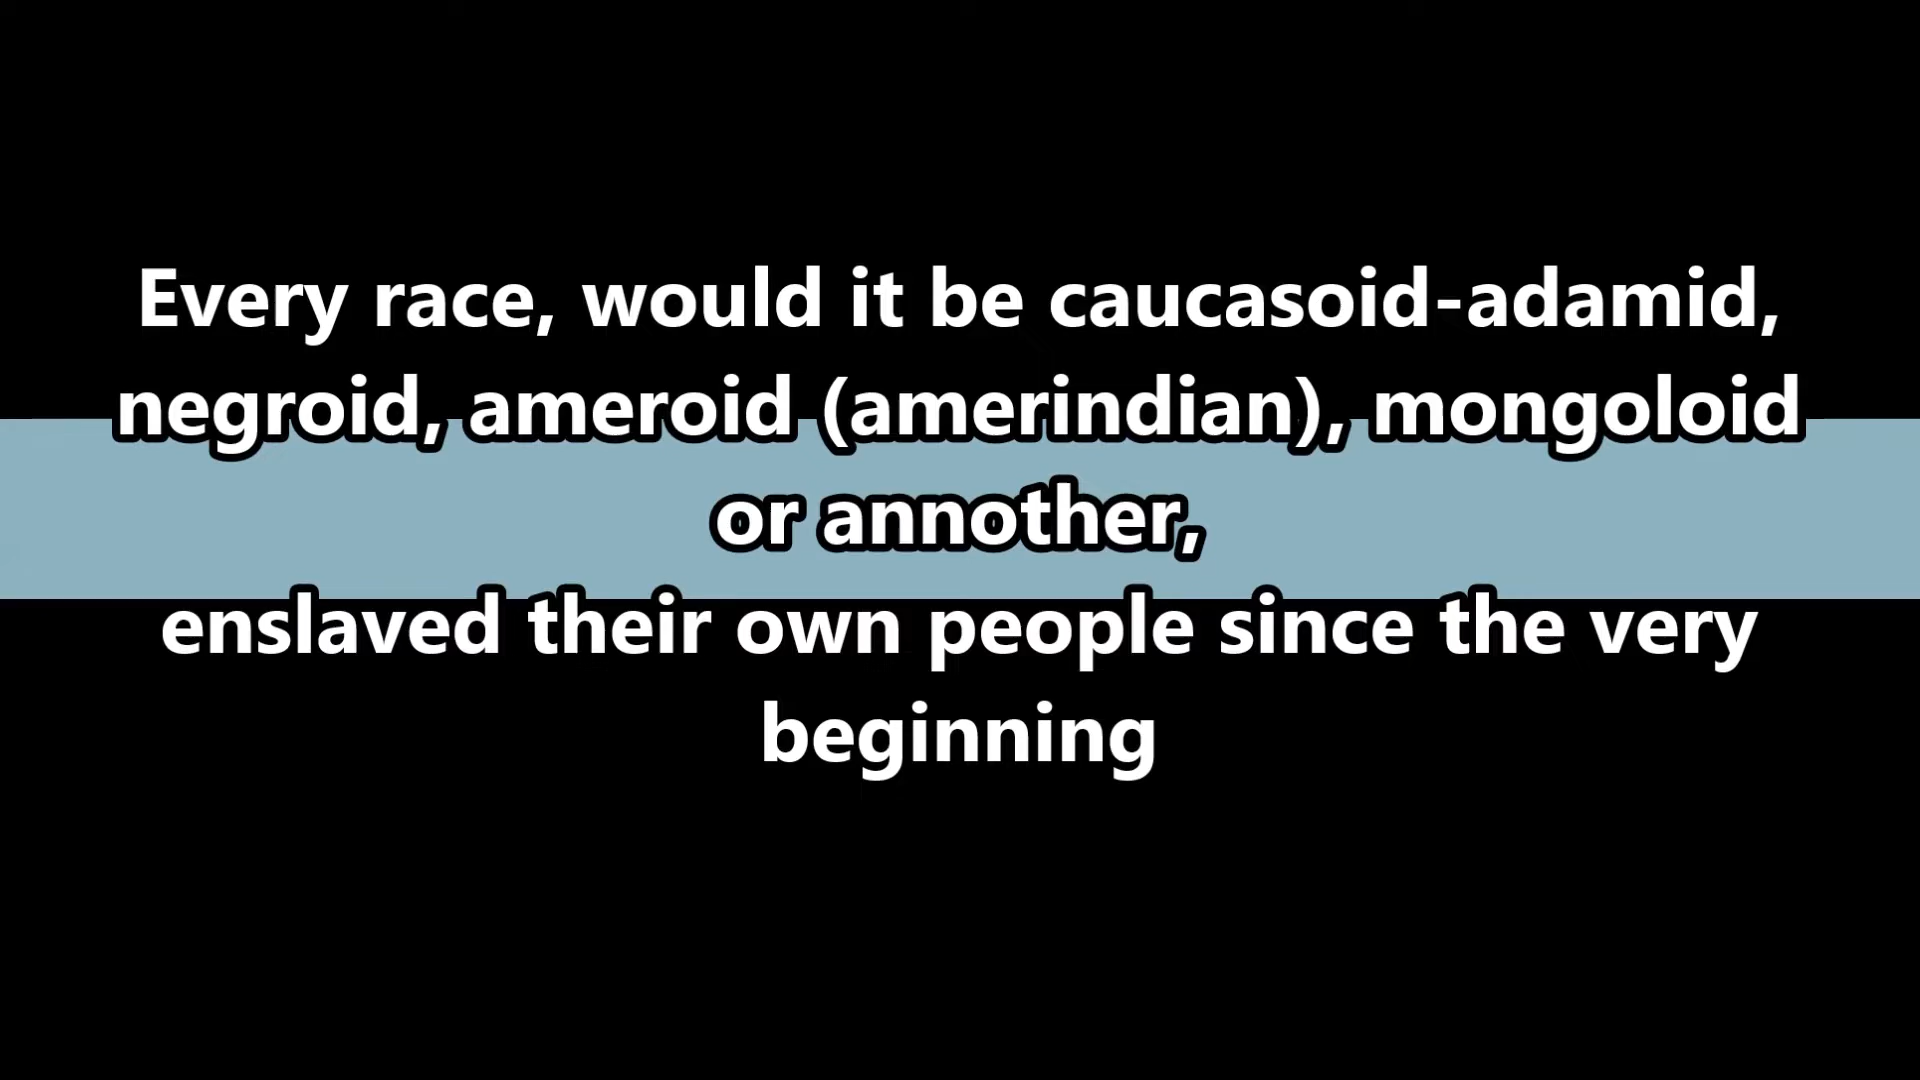 Every race, would it be caucasoid-adamid,
negroid, ameroid (amerindian), mongoloid
or annother,
enslaved their own people since the very
beginning